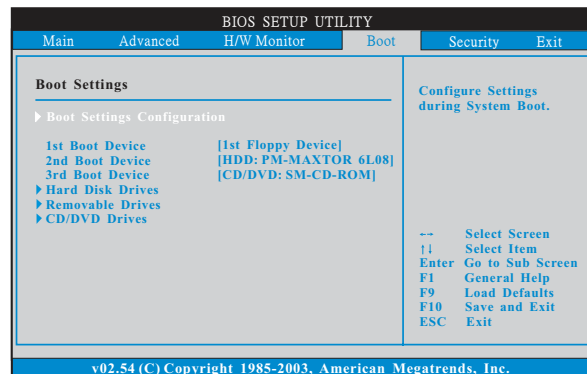 BIOS SETUP UTILITY
Main Advanced H/W Monitor Boot Security Exit
Boot Settings
Boot Settings Configuration
1st Boot Device [1st Floppy Device]
2nd Boot Device [HDD: PM-MAXTOR 6L08]
3rd Boot Device [CD/DVD: SM-CD-ROM]
Hard Disk Drives
Removable Drives
CD/DVD Drives
Configure Settings
during System Boot.
←→ Select Screen
↑↓ Select Item
Enter Go to Sub Screen
F1 General Help
F9 Load Defaults
F10 Save and Exit
ESC Exit
v02.54 (C) Copyright 1985-2003, American Megatrends, Inc.